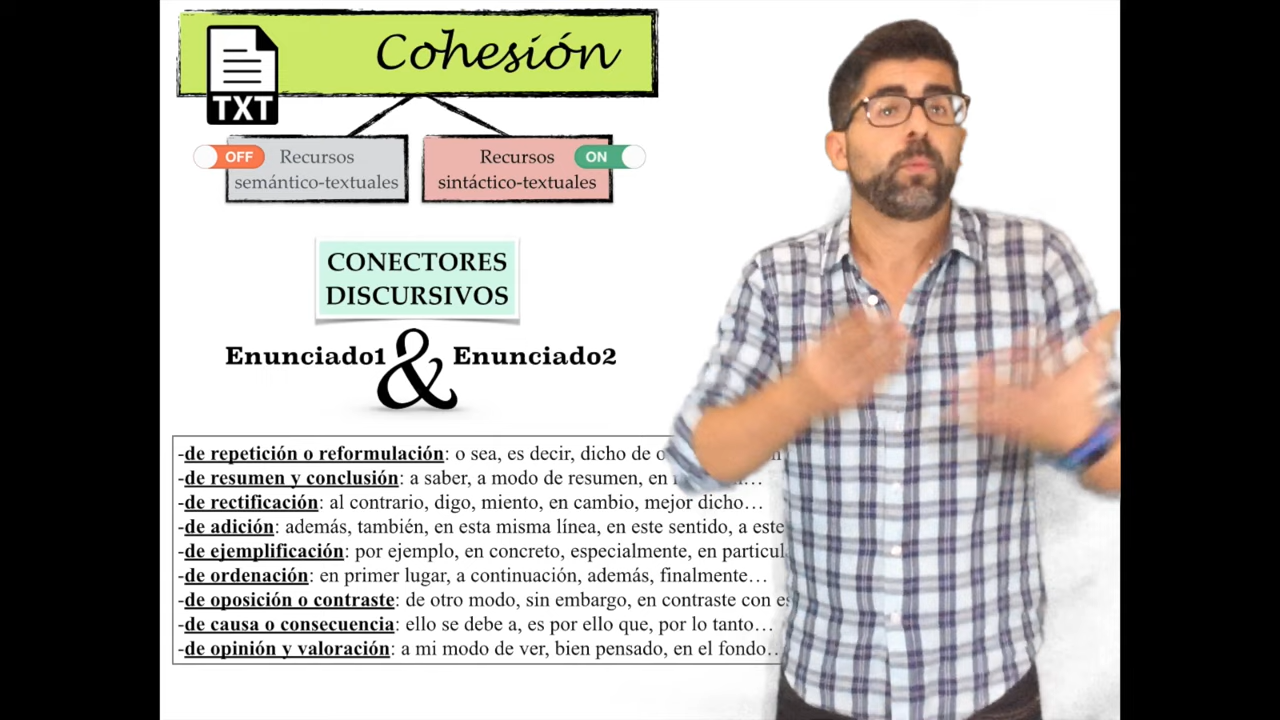 TXT
Cohesión
OFF
Recursos
semántico-textuales
Recursos
sintáctico-textuales
ON
CONECTORES
DISCURSIVOS
Enunciado1 & Enunciado2
-de repetición o reformulación: o sea, es decir, dicho de
-de resumen y conclusión: a saber, a modo de resumen, en
-de rectificación: al contrario, digo, miento, en cambio, mejor dicho…
-de adición: además, también, en esta misma línea, en este sentido, a este
-de ejemplificación: por ejemplo, en concreto, especialmente, en
-de ordenación: en primer lugar, a continuación, además, finalmente…
-de oposición o contraste: de otro modo, sin embargo, en contraste con
-de causa o consecuencia: ello se debe a, es por ello que, por lo tanto…
-de opinión y valoración: a mi modo de ver, bien pensado, en el fondo…